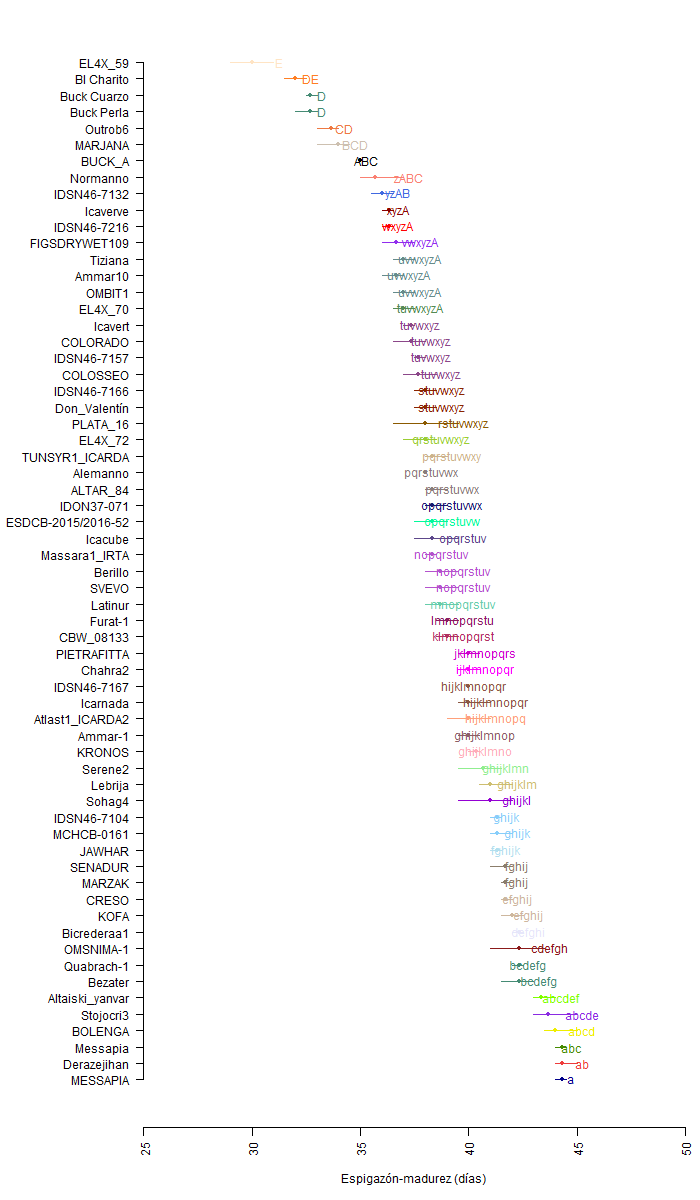 EL4X_59 E
BI Charito DE
Buck Cuarzo D
Buck Perla D
Outrob6 CD
MARJANA BCD
BUCK_A ABC
Normanno zABC
IDSN46-7132 yzAB
Icaverve xyzA
IDSN46-7216 wxyzA
FIGSDRYWET109 vwxyzA
Tiziana uvwxyzA
Ammar10 uvwxyzA
OMBIT1 uvwxyzA
EL4X_70 tuvwxyzA
Icavert tuvwxyz
COLORADO tuvwxyz
IDSN46-7157 tuvwxyz
COLOSSEO tuvwxyz
IDSN46-7166 stuvwxyz
Don_Valentín stuvwxyz
PLATA_16 rstuvwxyz
EL4X_72 qrstuvwxyz
TUNSYR1_ICARDA pqrstuvwxy
Alemanno pqrstuvwx
ALTAR_84 pqrstuvwx
IDON37-071 opqrstuvwx
ESDCB-2015/2016-52 opqrstuvw
Icacube opqrstuv
Massara1_IRTA nopqrstuv
Berillo nopqrstuv
SVEVO nopqrstuv
Latinur mnopqrstuv
Furat-1 lmnopqrstu
CBW_08133 klmnopqrst
PIETRAFITTA jklmnopqrs
Chahra2 ijklmnopqr
IDSN46-7167 hijklmnopqr
Icarnada hijklmnopqr
Atlast1_ICARDA2 hijklmnopq
Ammar-1 ghijklmnop
KRONOS ghijklmno
Serene2 ghijklmn
Lebrija ghijklm
Sohag4 ghijkl
IDSN46-7104 ghijk
MCHCB-0161 ghijk
JAWHAR fghijk
SENADUR fghij
MARZAK fghij
CRESO efghij
KOFA efghij
Bicrederaa1 defghi
OMSNIMA-1 cdefgh
Quabrach-1 bcdefg
Bezater bcdefg
Altaiski_yanvar abcdef
Stojocri3 abcde
BOLENGA abcd
Messapia abc
Derazejihan ab
MESSAPIA a
25 30 35 40 45 50
Espigazón-madurez (días)